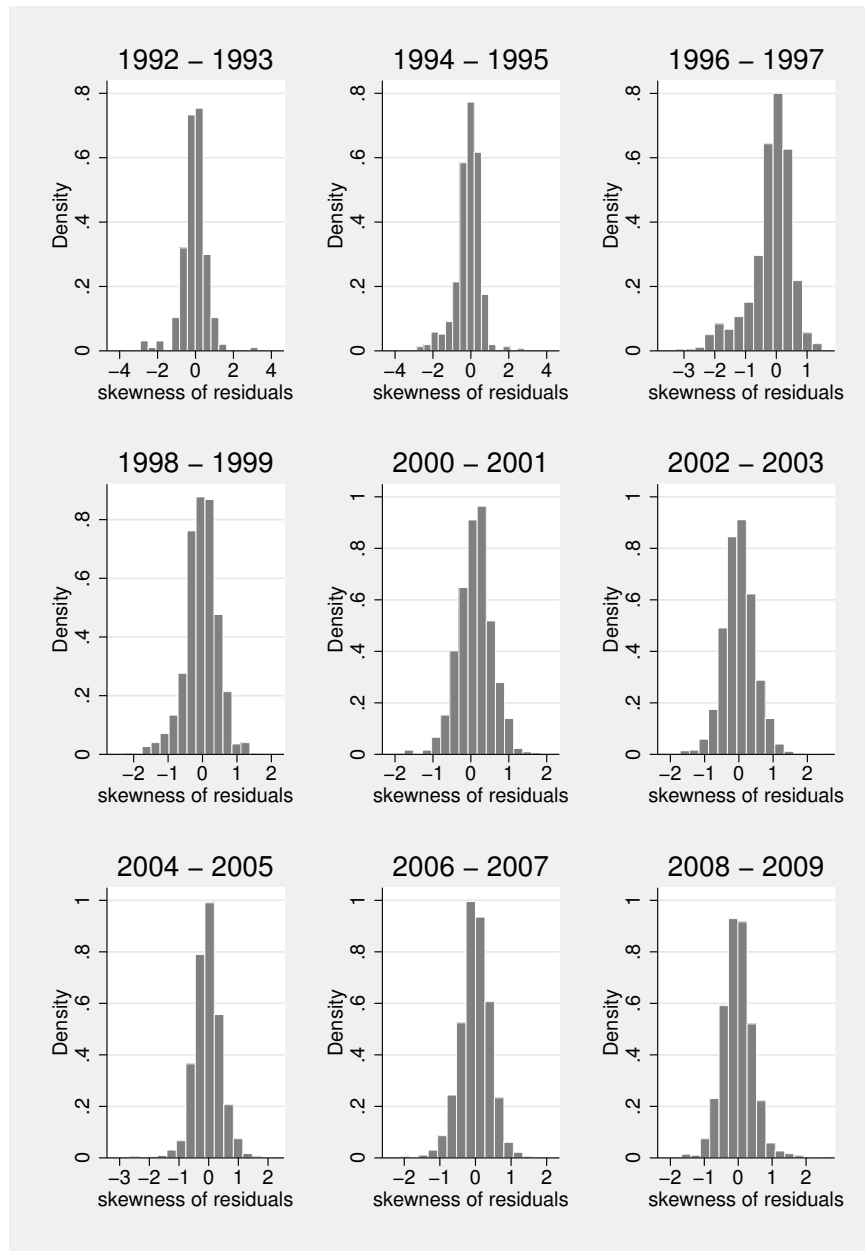 1992 − 1993
Density
0 .2 .4 .6 .8
−4 −2 0 2 4
skewness of residuals
1994 − 1995
0 .2 .4 .6 .8
−4 −2 0 2 4
skewness of residuals
1996 − 1997
Density
0 .2 .4 .6 .8
−3 −2 −1 0 1
skewness of residuals
1998 − 1999
Density
0 .2 .4 .6 .8
−2 −1 0 1 2
skewness of residuals
2000 − 2001
Density
0 .2 .4 .6 .8 1
−2 −1 0 1 2
skewness of residuals
2002 − 2003
Density
0 .2 .4 .6 .8 1
−2 −1 0 1 2
skewness of residuals
2004 − 2005
Density
0 .2 .4 .6 .8 1
−3 −2 −1 0 1 2
skewness of residuals
2006 − 2007
Density
0 .2 .4 .6 .8 1
−2 −1 0 1 2
skewness of residuals
2008 − 2009
Density
0 .2 .4 .6 .8 1
−2 −1 0 1 2
skewness of residuals